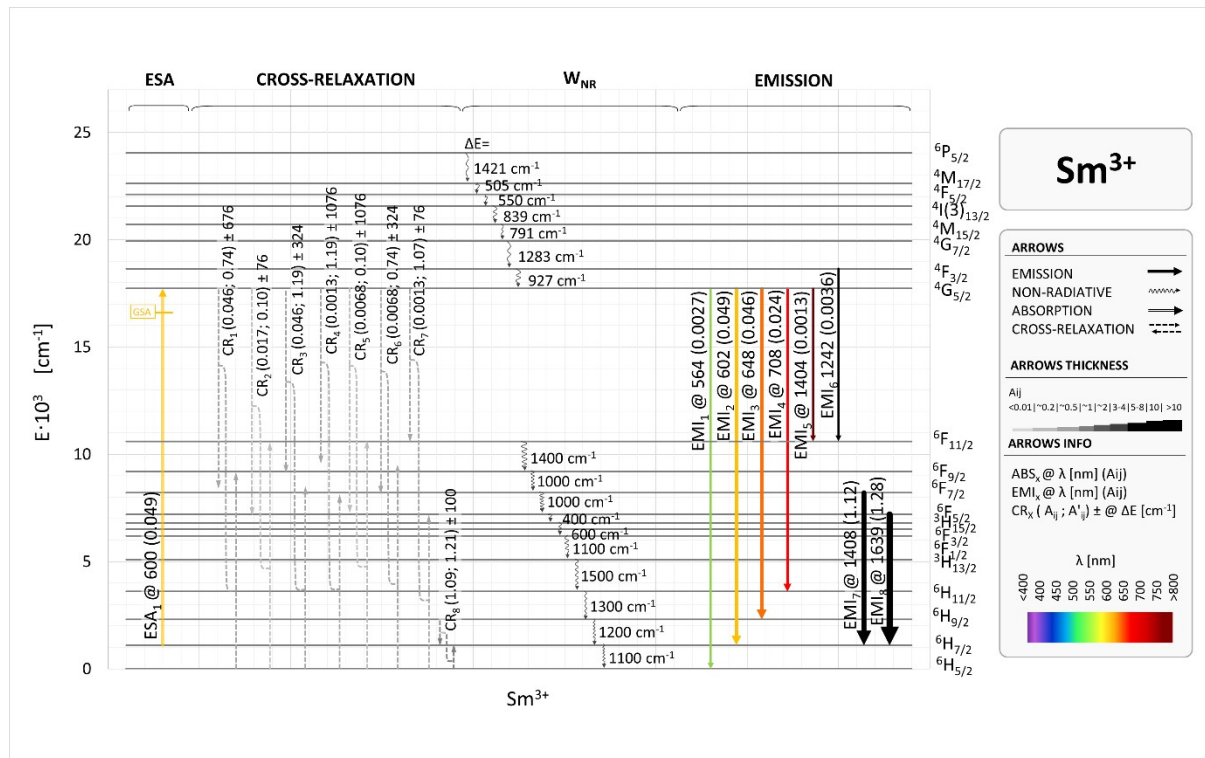 ESA CROSS-RELAXATION W_NR EMISSION
E·10³ [cm⁻¹]
25
20
15
10
5
0
ΔE=
1421 cm⁻¹
505 cm⁻¹
550 cm⁻¹
839 cm⁻¹
791 cm⁻¹
1283 cm⁻¹
927 cm⁻¹
1400 cm⁻¹
1000 cm⁻¹
1000 cm⁻¹
400 cm⁻¹
600 cm⁻¹
1100 cm⁻¹
1500 cm⁻¹
1300 cm⁻¹
1200 cm⁻¹
1100 cm⁻¹
GSA
ESA₁ @ 600 (0.049)
CR₁ (0.046; 0.74) ± 676
CR₂ (0.017; 0.10) ± 76
CR₃ (0.046; 1.19) ± 324
CR₄ (0.0013; 1.19) ± 1076
CR₅ (0.0068; 0.10) ± 1076
CR₆ (0.0068; 0.74) ± 324
CR₇ (0.0013; 1.07) ± 76
CR₈ (1.09; 1.21) ± 100
EMI₁ @ 564 (0.0027)
EMI₂ @ 602 (0.049)
EMI₃ @ 648 (0.046)
EMI₄ @ 708 (0.024)
EMI₅ @ 1404 (0.0013)
EMI₆ 1242 (0.0036)
EMI₇ @ 1408 (1.12)
EMI₈ @ 1639 (1.28)
⁶P₅/₂
⁴M₁₇/₂
⁴F₅/₂
⁴I(3)₁₃/₂
⁴M₁₅/₂
⁴G₇/₂
⁴F₃/₂
⁴G₅/₂
⁶F₁₁/₂
⁶F₉/₂
⁶F₇/₂
⁶F₅/₂
³H₁₅/₂
⁶F₃/₂
⁶F₁/₂
³H₁₃/₂
⁶H₁₁/₂
⁶H₉/₂
⁶H₇/₂
⁶H₅/₂
Sm³⁺
Sm³⁺
ARROWS
EMISSION
NON-RADIATIVE
ABSORPTION
CROSS-RELAXATION
ARROWS THICKNESS
Aij
<0.01|~0.2|~0.5|~1|~2|3-4|5-8|10|>10
ARROWS INFO
ABSₓ @ λ [nm] (Aij)
EMIₓ @ λ [nm] (Aij)
CRₓ ( Aᵢⱼ ; A'ᵢⱼ) ± @ ΔE [cm⁻¹]
λ [nm]
<400
400
450
500
550
600
650
700
750
>800